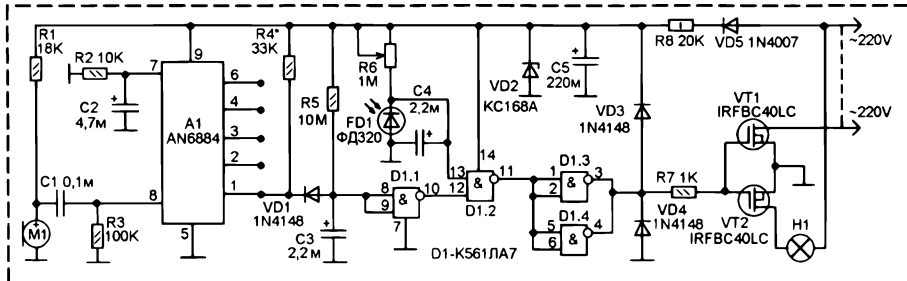 R1
18K
R2 10K
7
9
C2
4,7м
A1
AN6884
6
4
3
2
1
8
5
C1 0,1м
M1
R3
100K
R4*
33K
R5
10M
VD1
1N4148
C3
2,2м
R6
1M
FD1
ФД320
C4
2,2м
D1.1
8
9
&
10
7
13
12
14
&
11
D1.2
VD2
КС168А
C5
220м
D1.3
1
2
&
3
5
6
&
4
D1.4
D1-К561ЛА7
VD3
1N4148
VD4
1N4148
R7 1K
R8 20K
VD5 1N4007
VT1
IRFBC40LC
VT2
IRFBC40LC
H1
~220V
~220V